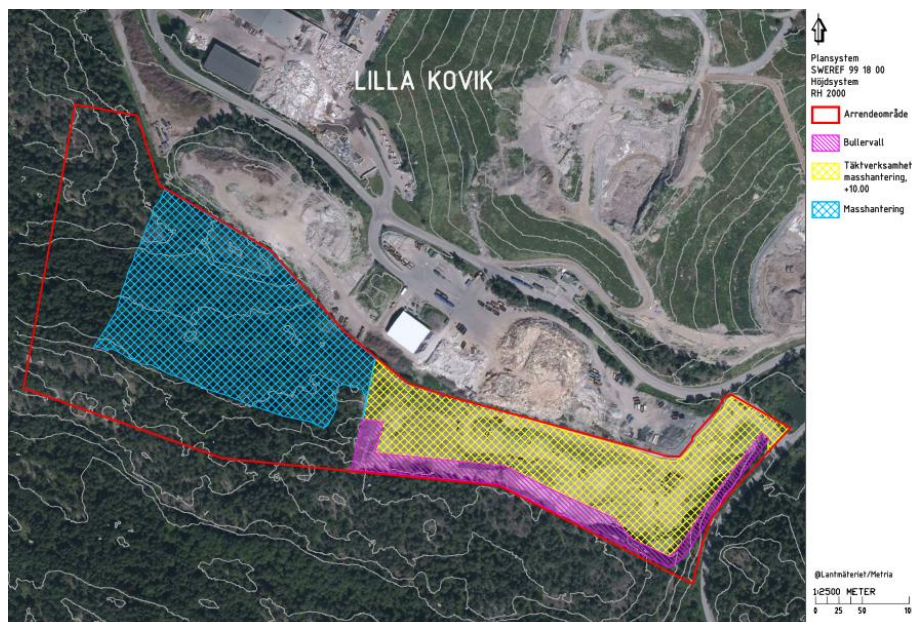 LILLA KOVIK
Plansystem
SWEREF 99 18 00
Höjdsystem
RH 2000
Arrendeområde
Bullervall
Täktverksamhet
masshantering,
+10.00
Masshantering
@Lantmäteriet/Metria
1:2500 METER
0 25 50 10